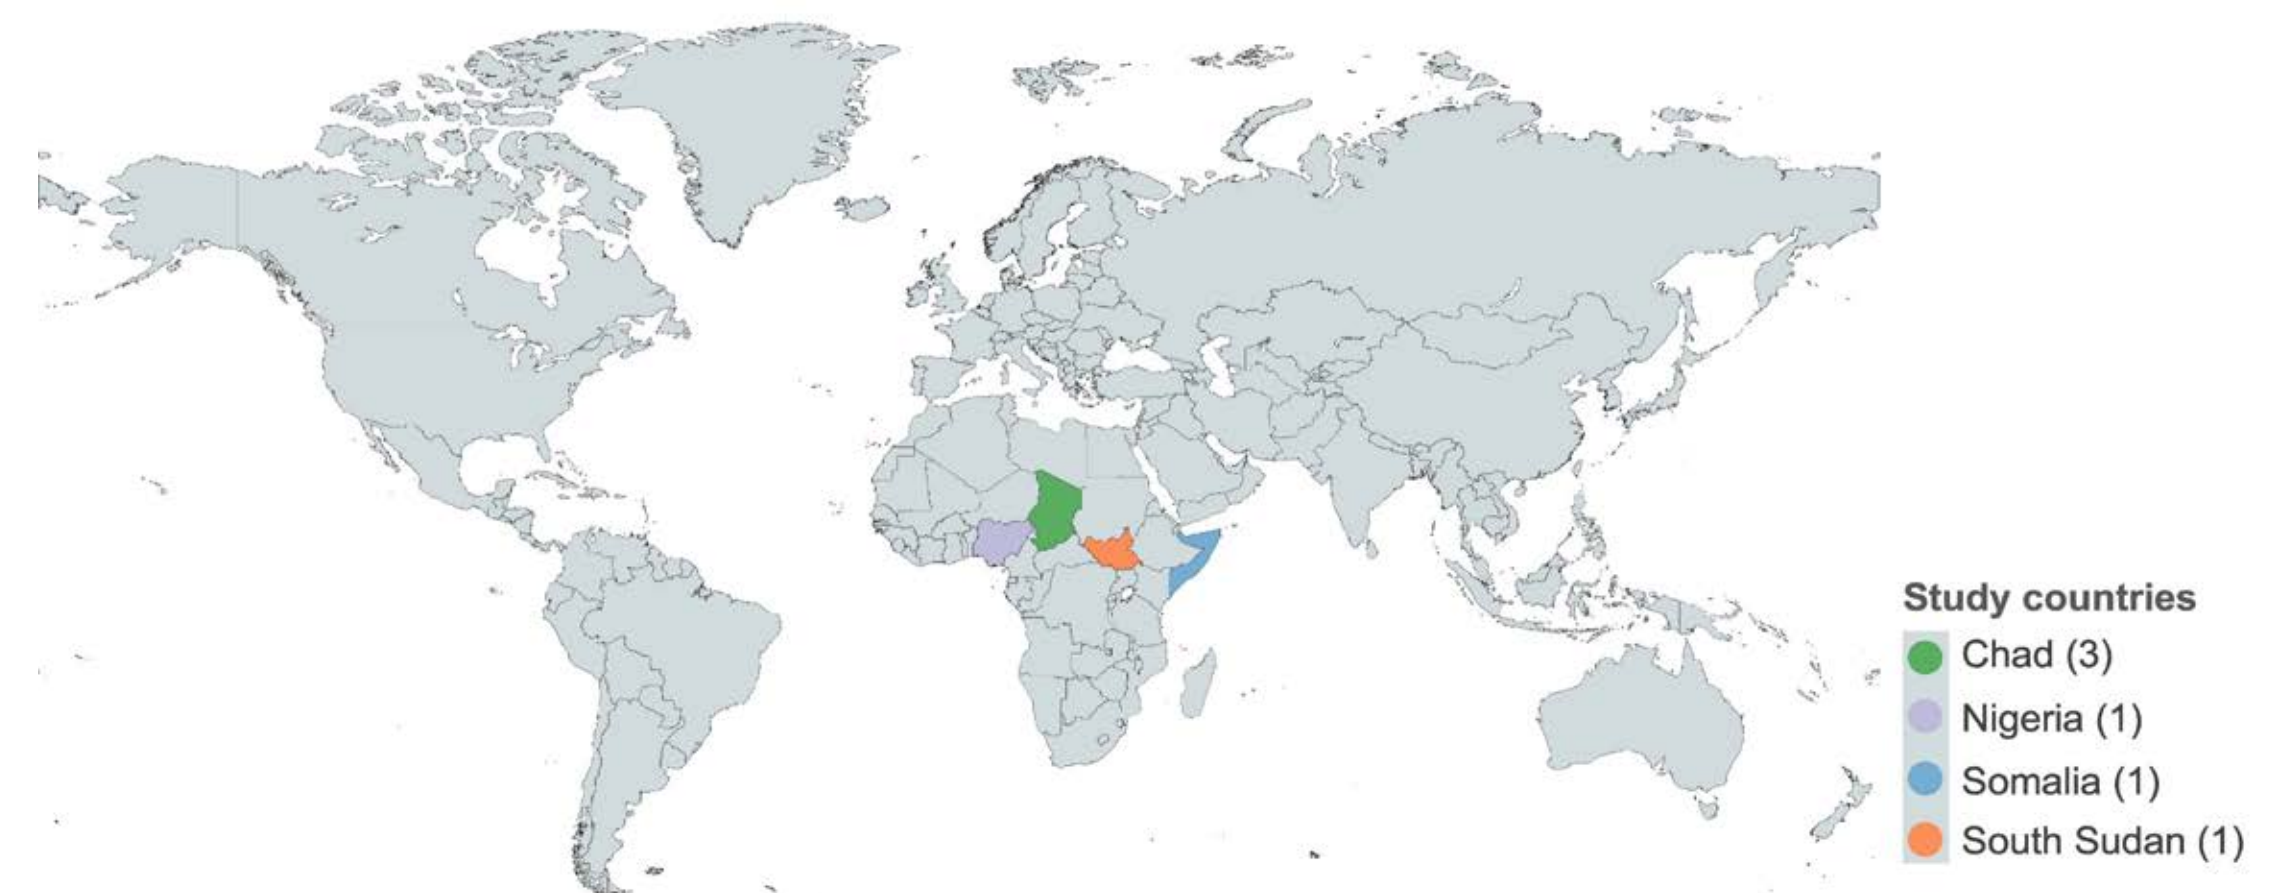 Study countries
Chad (3)
Nigeria (1)
Somalia (1)
South Sudan (1)